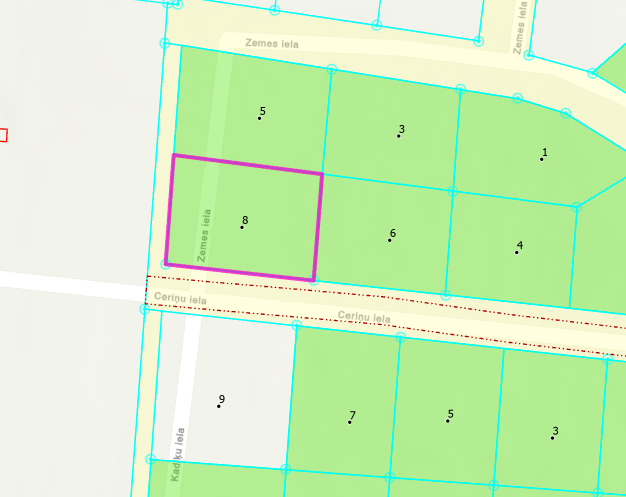 Zemes iela
Zemes iela
5
3
1
8
6
4
Zemes iela
Ceriņu iela
Ceriņu iela
9
7
5
3
Kadiķu iela